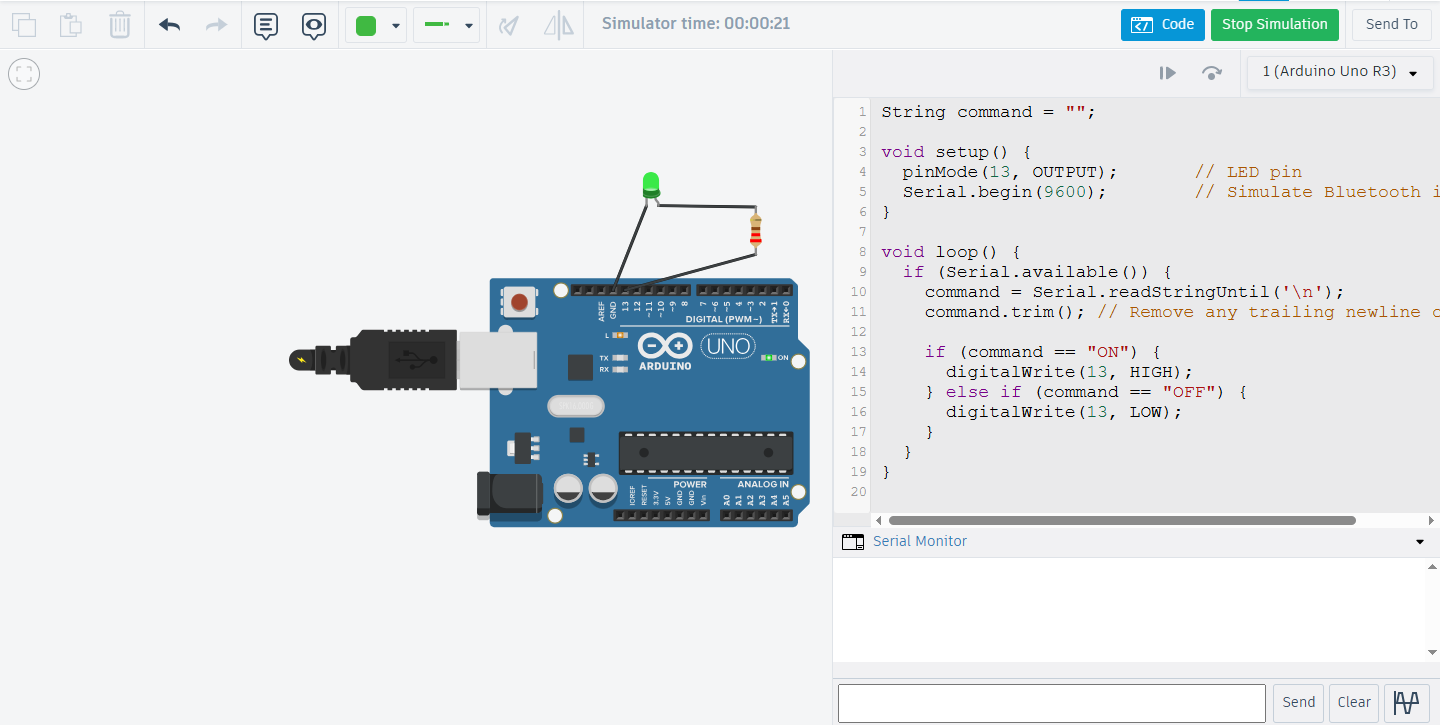 Simulator time: 00:00:21
Code
Stop Simulation
Send To
1 (Arduino Uno R3)
1 String command = "";
2
3 void setup() {
4 pinMode(13, OUTPUT); // LED pin
5 Serial.begin(9600); // Simulate Bluetooth i
6 }
7
8 void loop() {
9 if (Serial.available()) {
10 command = Serial.readStringUntil('\n');
11 command.trim(); // Remove any trailing newline c
12
13 if (command == "ON") {
14 digitalWrite(13, HIGH);
15 } else if (command == "OFF") {
16 digitalWrite(13, LOW);
17 }
18 }
19 }
20
Serial Monitor
Send
Clear
AREF
GND
13
12
~11
~10
~9
8
7
~6
~5
4
~3
2
TX→1
RX←0
DIGITAL (PWM~)
L
TX
RX
ARDUINO
UNO
ON
POWER
ANALOG IN
IOREF
RESET
3.3V
5V
GND
GND
Vin
A0
A1
A2
A3
A4
A5